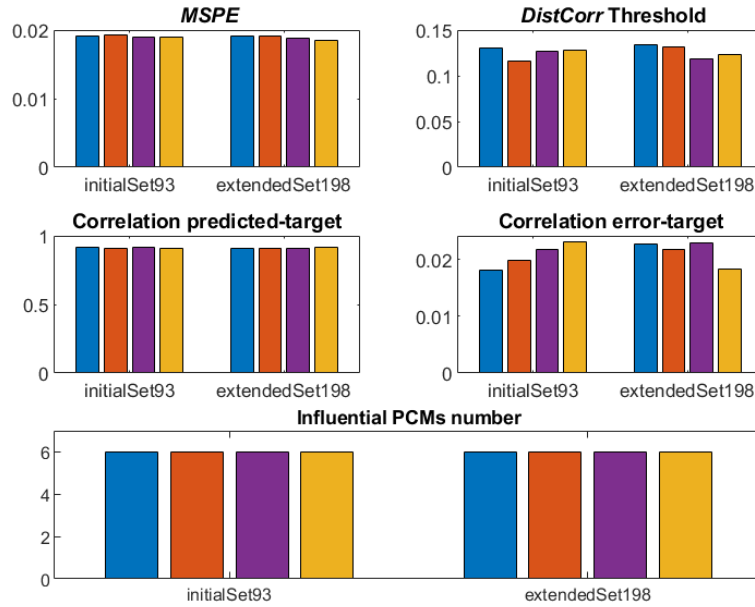 MSPE
0.02
0.01
0
initialSet93 extendedSet198
DistCorr Threshold
0.15
0.1
0.05
0
initialSet93 extendedSet198
Correlation predicted-target
1
0.5
0
initialSet93 extendedSet198
Correlation error-target
0.02
0.01
0
initialSet93 extendedSet198
Influential PCMs number
6
4
2
0
initialSet93 extendedSet198